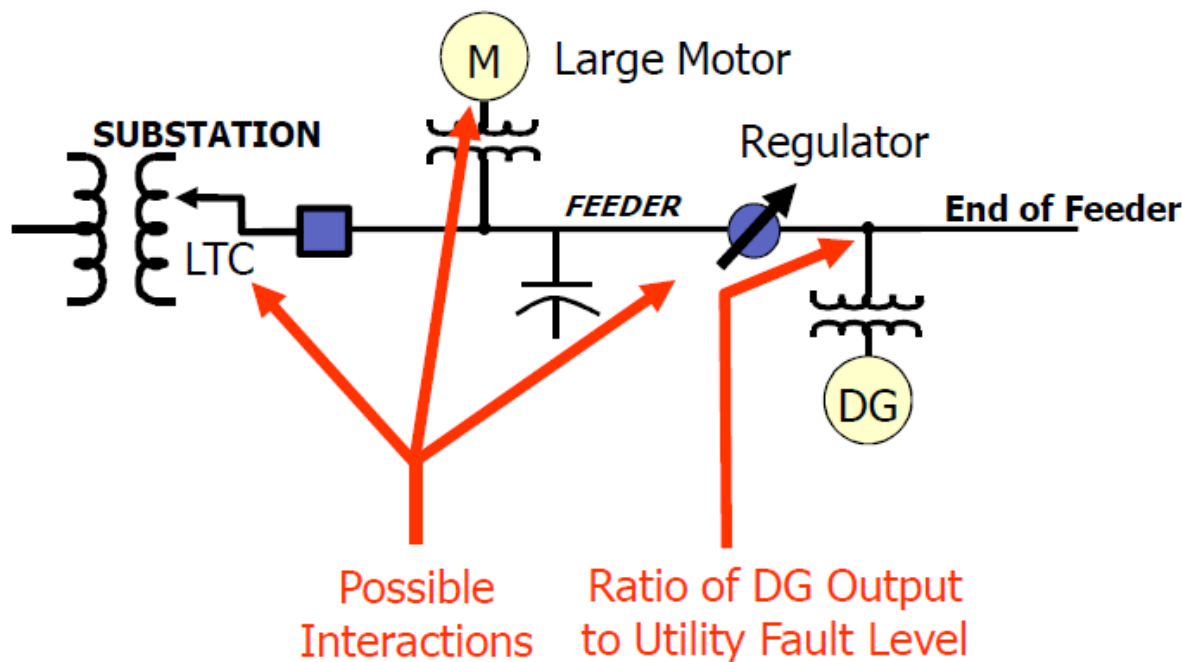 M
Large Motor
SUBSTATION
Regulator
FEEDER
End of Feeder
LTC
DG
Possible
Interactions
Ratio of DG Output
to Utility Fault Level